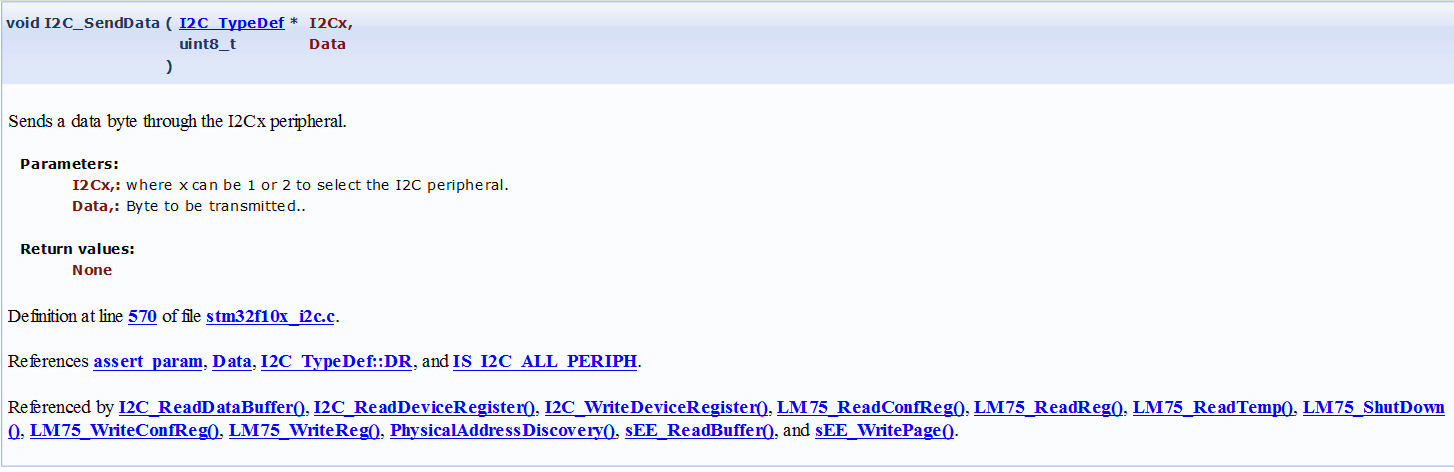 void I2C_SendData ( I2C_TypeDef * I2Cx,
uint8_t Data
)
Sends a data byte through the I2Cx peripheral.
Parameters:
I2Cx,: where x can be 1 or 2 to select the I2C peripheral.
Data,: Byte to be transmitted..
Return values:
None
Definition at line 570 of file stm32f10x_i2c.c.
References assert_param, Data, I2C_TypeDef::DR, and IS_I2C_ALL_PERIPH.
Referenced by I2C_ReadDataBuffer(), I2C_ReadDeviceRegister(), I2C_WriteDeviceRegister(), LM75_ReadConfReg(), LM75_ReadReg(), LM75_ReadTemp(), LM75_ShutDown
(), LM75_WriteConfReg(), LM75_WriteReg(), PhysicalAddressDiscovery(), sEE_ReadBuffer(), and sEE_WritePage().